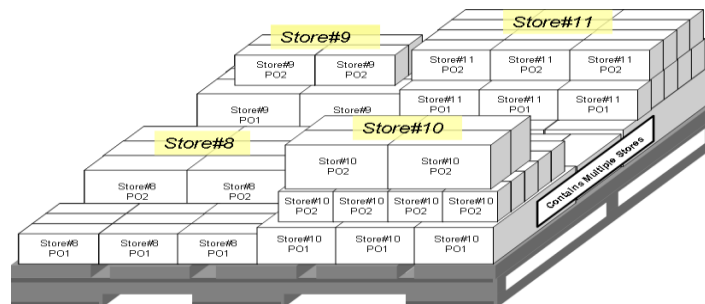 Store#9
Store#11
Store#9 Store#9
PO2 PO2
Store#11 Store#11 Store#11
PO2 PO2 PO2
Store#9 Store#9
PO1
Store#11 Store#11 Store#11
PO1 PO1 PO1
Store#8
Store#10
Store#10 Store#10
PO2 PO2
Store#8 Store#8
PO2 PO2
Store#10 Store#10 Store#10 Store#10
PO2 PO2 PO2 PO2
Store#8 Store#8 Store#8
PO1 PO1 PO1
Store#10 Store#10 Store#10
PO1 PO1 PO1
Contains Multiple Stores